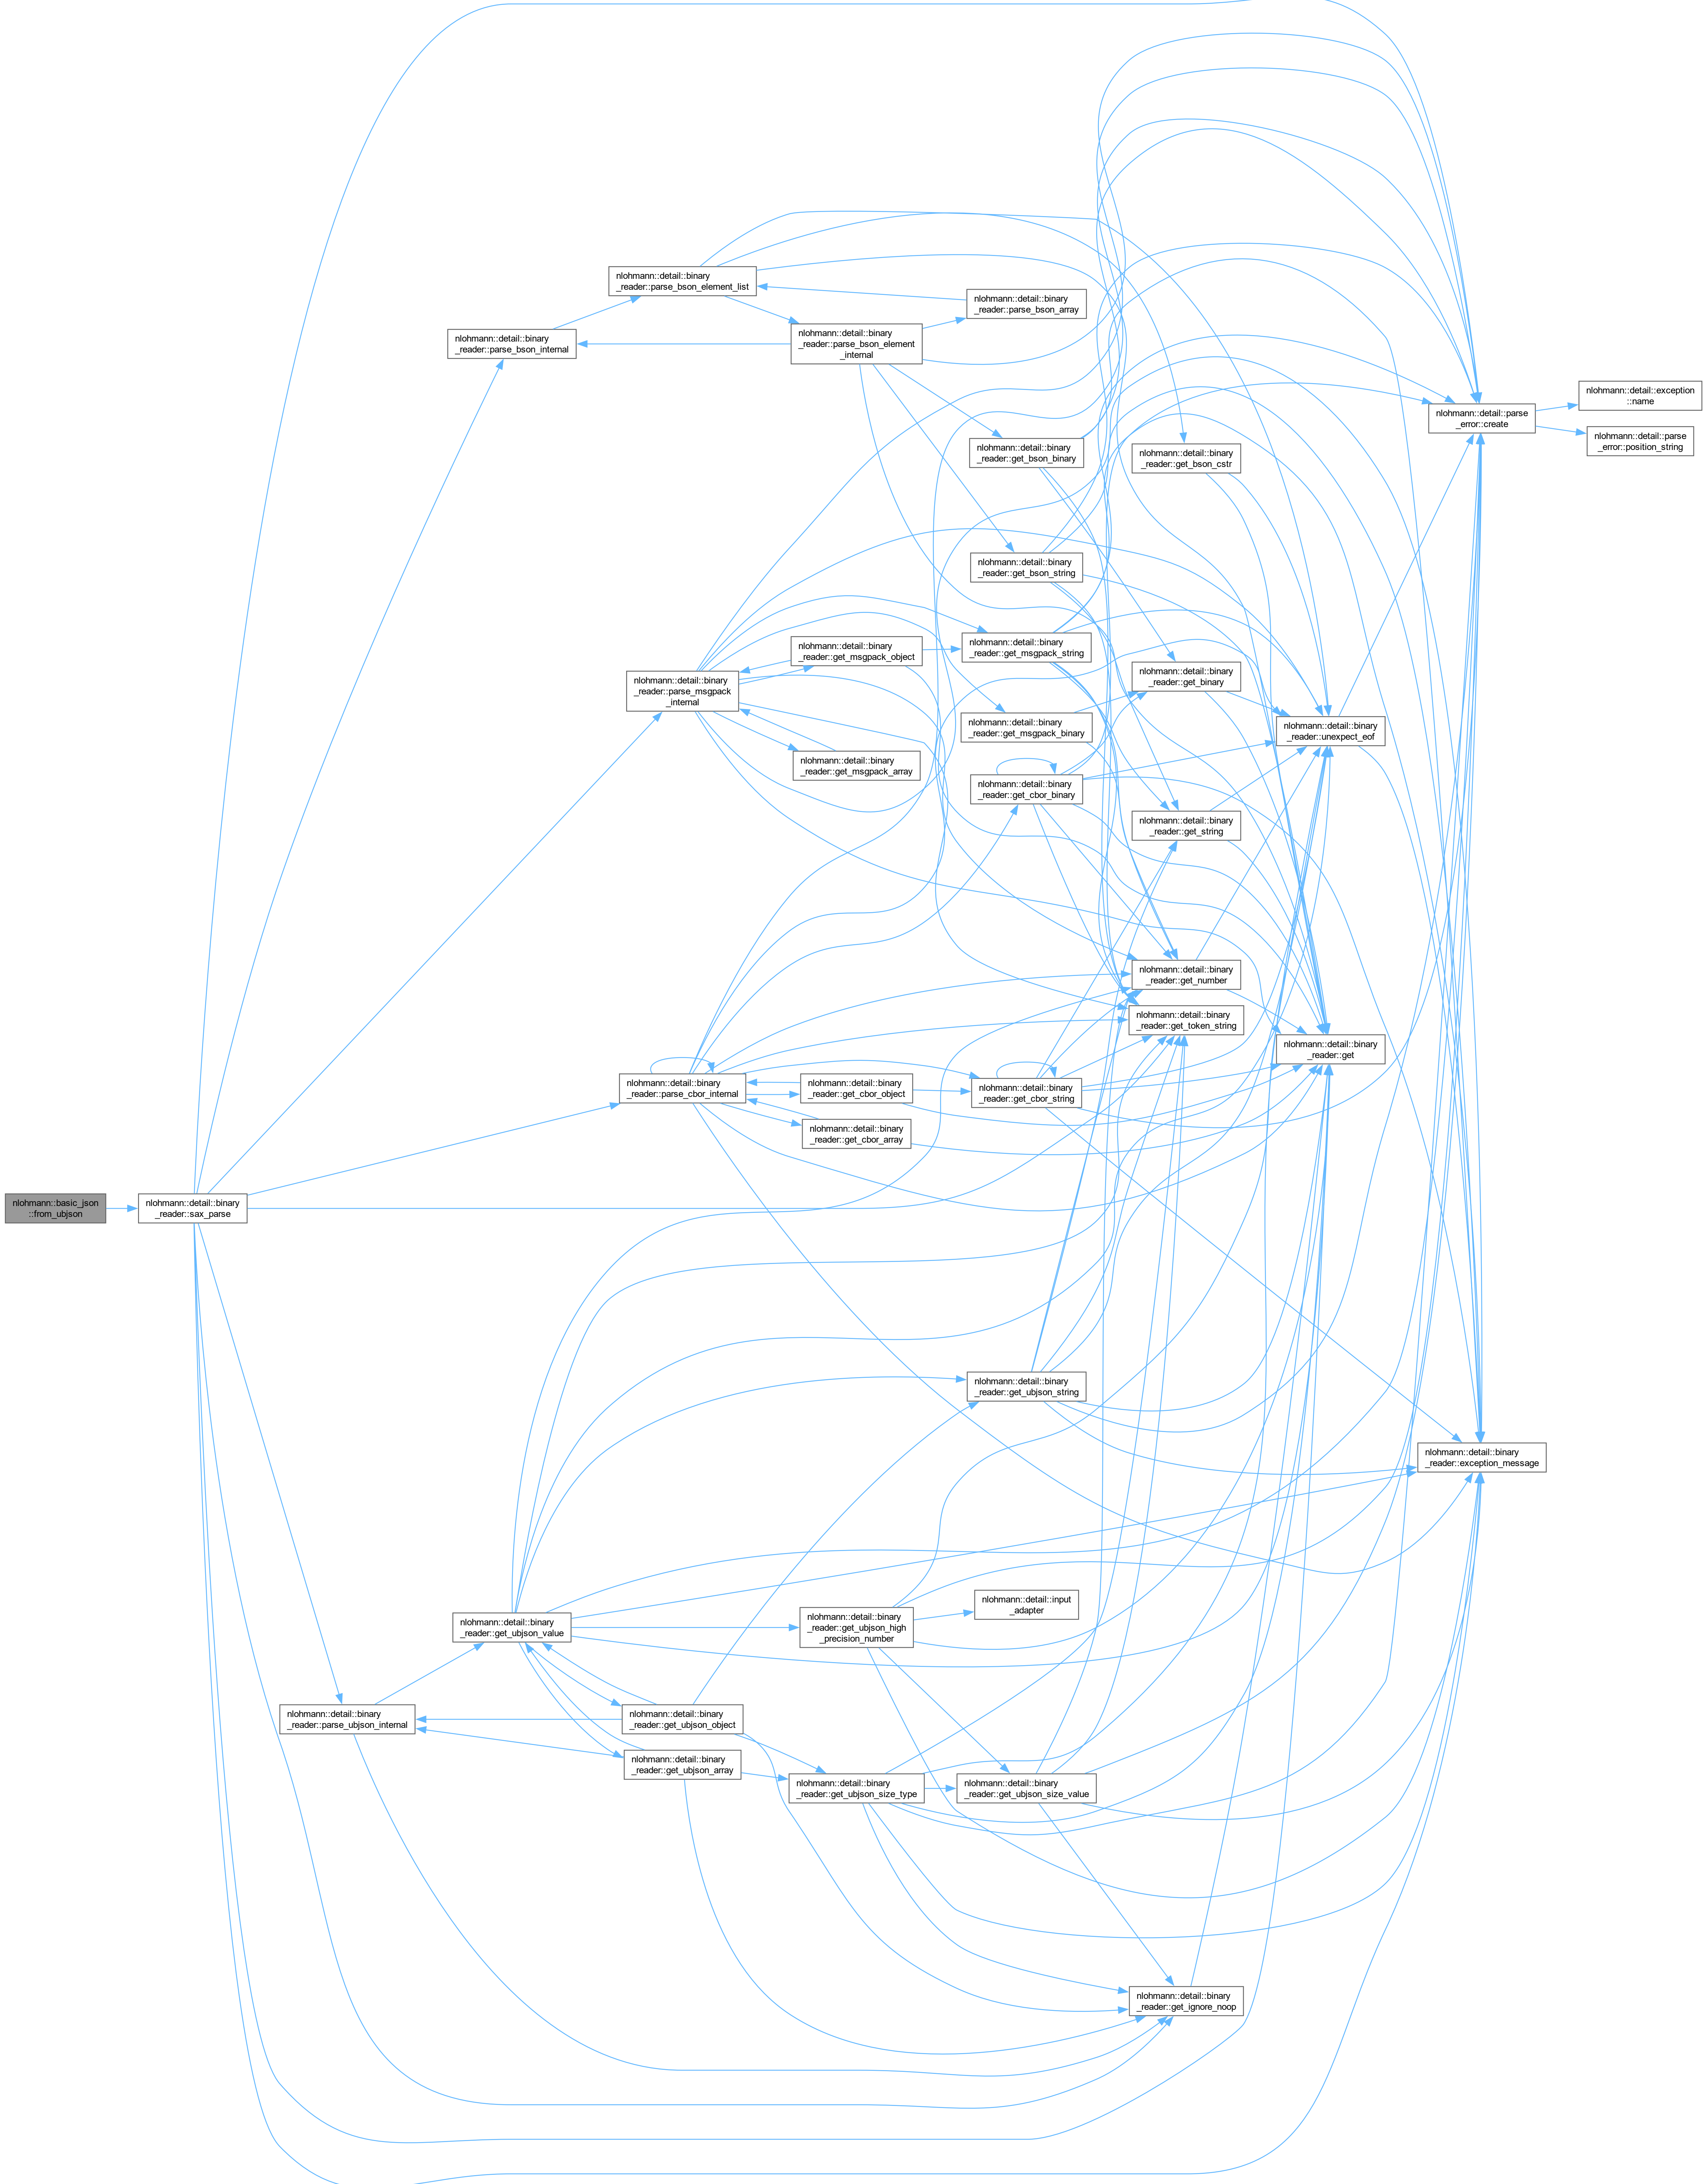 nlohmann::basic_json
::from_ubjson
nlohmann::detail::binary
_reader::sax_parse
nlohmann::detail::binary
_reader::parse_bson_internal
nlohmann::detail::binary
_reader::parse_bson_element_list
nlohmann::detail::binary
_reader::parse_bson_element
_internal
nlohmann::detail::binary
_reader::parse_bson_array
nlohmann::detail::binary
_reader::get_bson_binary
nlohmann::detail::binary
_reader::get_bson_cstr
nlohmann::detail::parse
_error::create
nlohmann::detail::exception
::name
nlohmann::detail::parse
_error::position_string
nlohmann::detail::binary
_reader::get_bson_string
nlohmann::detail::binary
_reader::parse_msgpack
_internal
nlohmann::detail::binary
_reader::get_msgpack_object
nlohmann::detail::binary
_reader::get_msgpack_string
nlohmann::detail::binary
_reader::get_binary
nlohmann::detail::binary
_reader::get_msgpack_array
nlohmann::detail::binary
_reader::get_msgpack_binary
nlohmann::detail::binary
_reader::unexpect_eof
nlohmann::detail::binary
_reader::get_cbor_binary
nlohmann::detail::binary
_reader::get_string
nlohmann::detail::binary
_reader::get_number
nlohmann::detail::binary
_reader::get_token_string
nlohmann::detail::binary
_reader::get
nlohmann::detail::binary
_reader::parse_cbor_internal
nlohmann::detail::binary
_reader::get_cbor_object
nlohmann::detail::binary
_reader::get_cbor_string
nlohmann::detail::binary
_reader::get_cbor_array
nlohmann::detail::binary
_reader::get_ubjson_string
nlohmann::detail::binary
_reader::exception_message
nlohmann::detail::binary
_reader::get_ubjson_value
nlohmann::detail::binary
_reader::get_ubjson_high
_precision_number
nlohmann::detail::input
_adapter
nlohmann::detail::binary
_reader::parse_ubjson_internal
nlohmann::detail::binary
_reader::get_ubjson_object
nlohmann::detail::binary
_reader::get_ubjson_array
nlohmann::detail::binary
_reader::get_ubjson_size_type
nlohmann::detail::binary
_reader::get_ubjson_size_value
nlohmann::detail::binary
_reader::get_ignore_noop